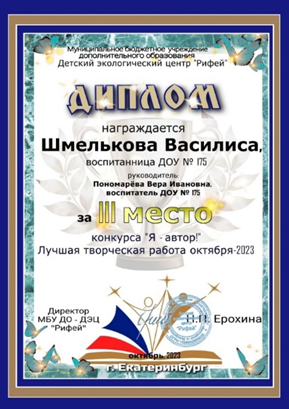 Муниципальное бюджетное учреждение
дополнительного образования
Детский экологический центр "Рифей"
ДИПЛОМ
награждается
Шмелькова Василиса,
воспитанница ДОУ № 175
руководитель:
Пономарёва Вера Ивановна,
воспитатель ДОУ № 175
за III место
конкурса "Я - автор!"
Лучшая творческая работа октября-2023
Директор
МБУ ДО - ДЭЦ
"Рифей"
Н.П. Ерохина
октябрь, 2023
г. Екатеринбург